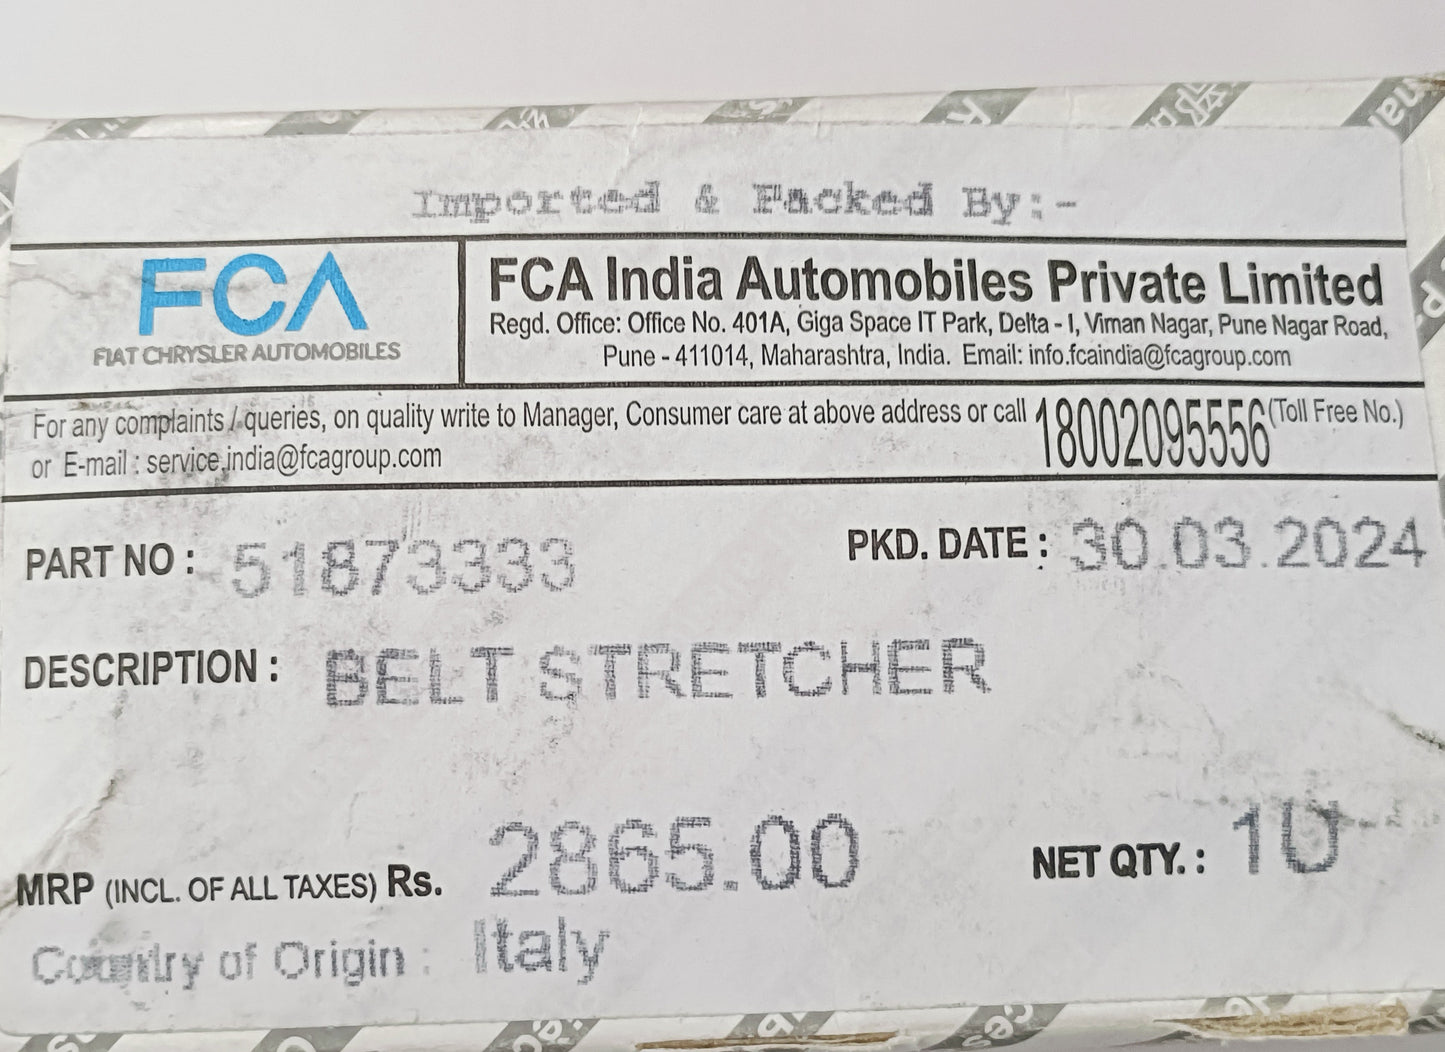 Imported & Packed By:-
FCA
FIAT CHRYSLER AUTOMOBILES
FCA India Automobiles Private Limited
Regd. Office: Office No. 401A, Giga Space IT Park, Delta - I, Viman Nagar, Pune Nagar Road,
Pune - 411014, Maharashtra, India. Email: info.fcaindia@fcagroup.com
For any complaints / queries, on quality write to Manager, Consumer care at above address or call 18002095556 (Toll Free No.)
or E-mail : service.india@fcagroup.com
PART NO : 51873333
PKD. DATE : 30.03.2024
DESCRIPTION : BELT STRETCHER
MRP (INCL. OF ALL TAXES) Rs. 2865.00
NET QTY. : 1U
Country of Origin : Italy